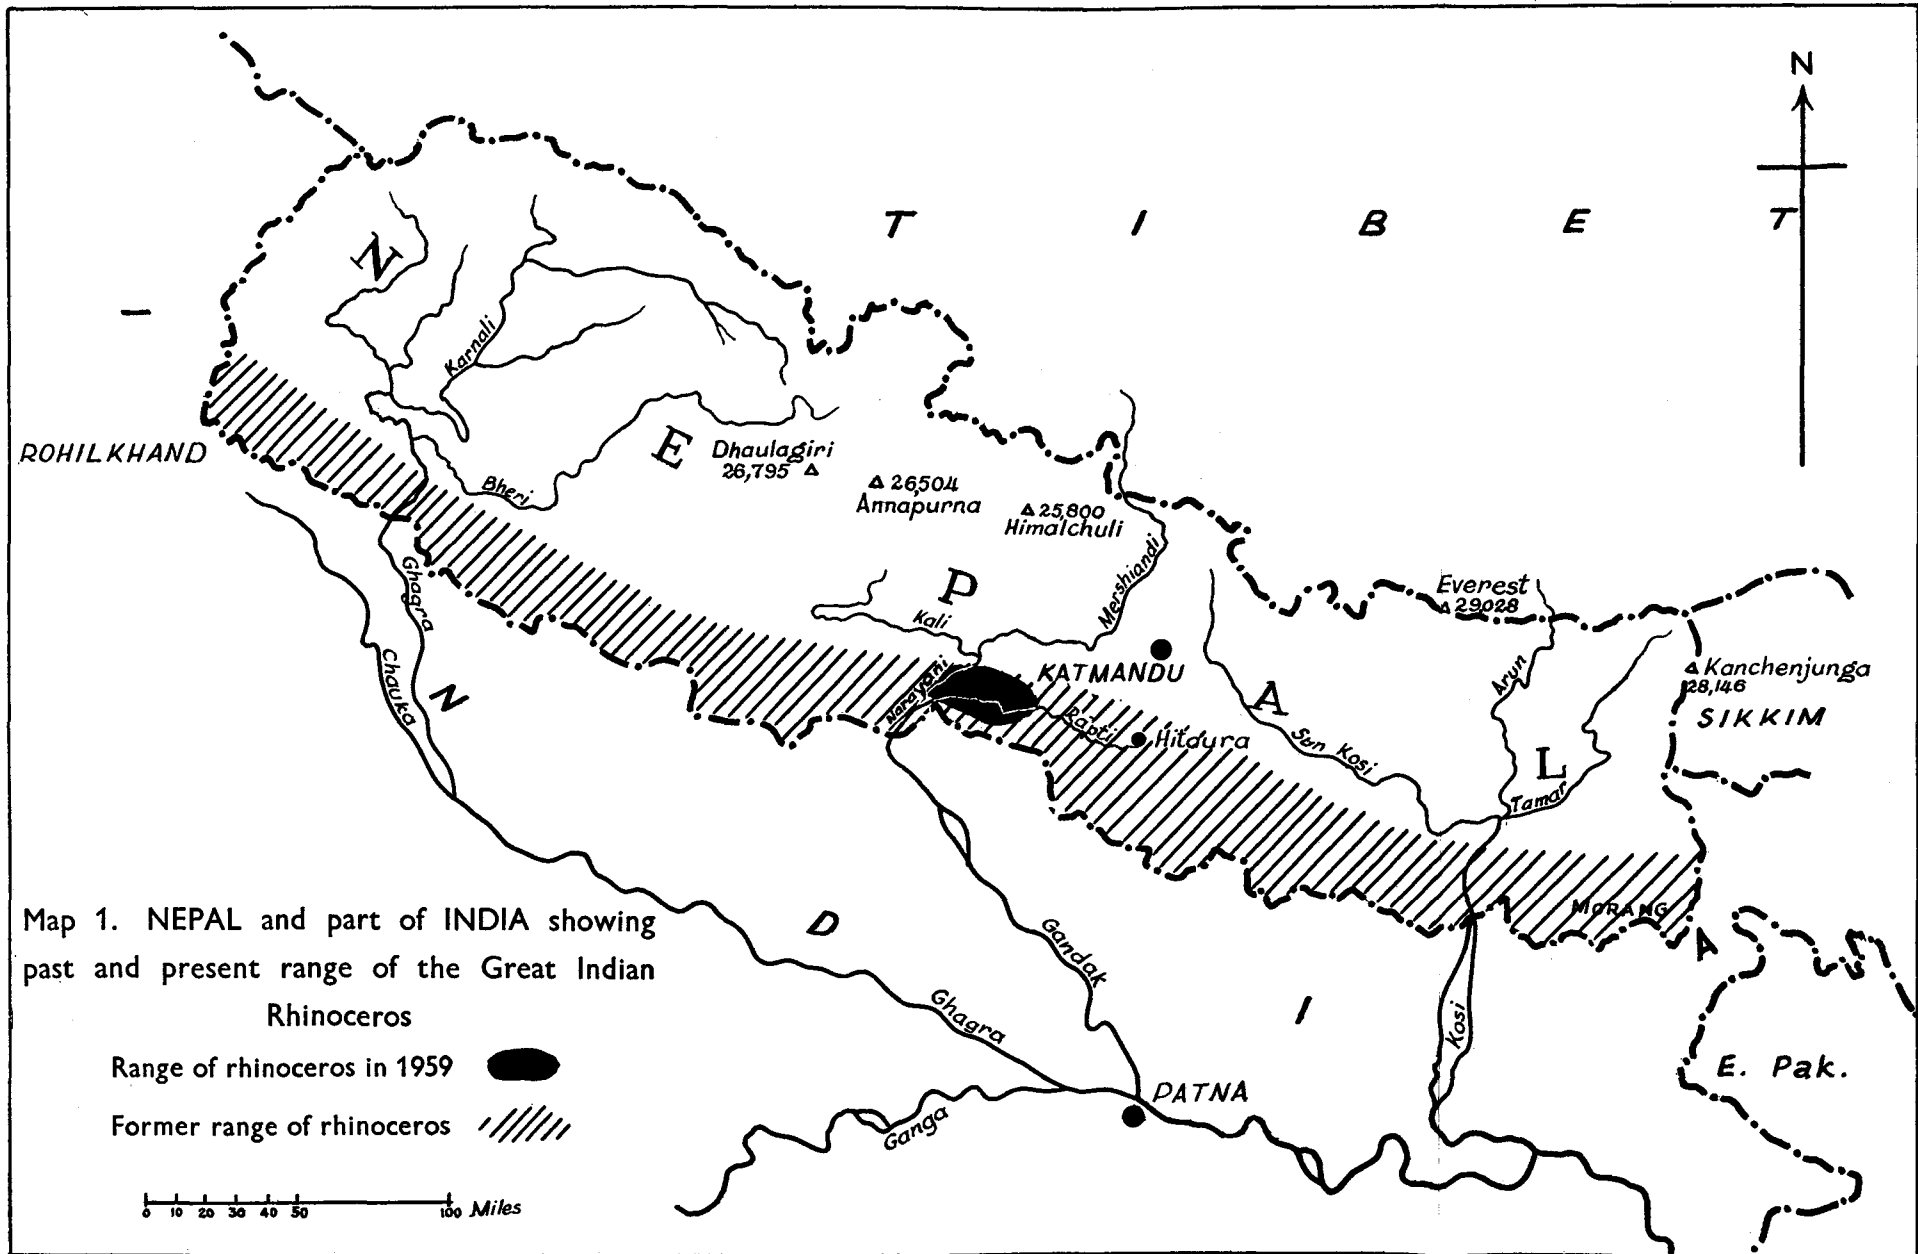 N
T I B E T
N
I
Karnali
ROHILKHAND
E
Dhaulagiri
26,795
26,504
Annapurna
25,800
Himalchuli
Bheri
Ghagra
Chauka
N
P
Kali
Mershiandi
Narayani
KATMANDU
Rapti
Hitaura
A
Sun Kosi
Everest
29028
Arun
Kanchenjunga
28,146
SIKKIM
L
Tamar
MORANG
A
D
Gandak
I
Kosi
E. Pak.
Ghagra
Ganga
PATNA
Map 1. NEPAL and part of INDIA showing
past and present range of the Great Indian
Rhinoceros
Range of rhinoceros in 1959
Former range of rhinoceros
0 10 20 30 40 50 100 Miles